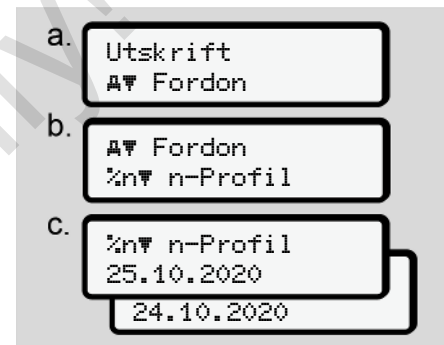 a.
Utskrift
Fordon
b.
Fordon
%n▼ n-Profil
c.
%n▼ n-Profil
25.10.2020
24.10.2020